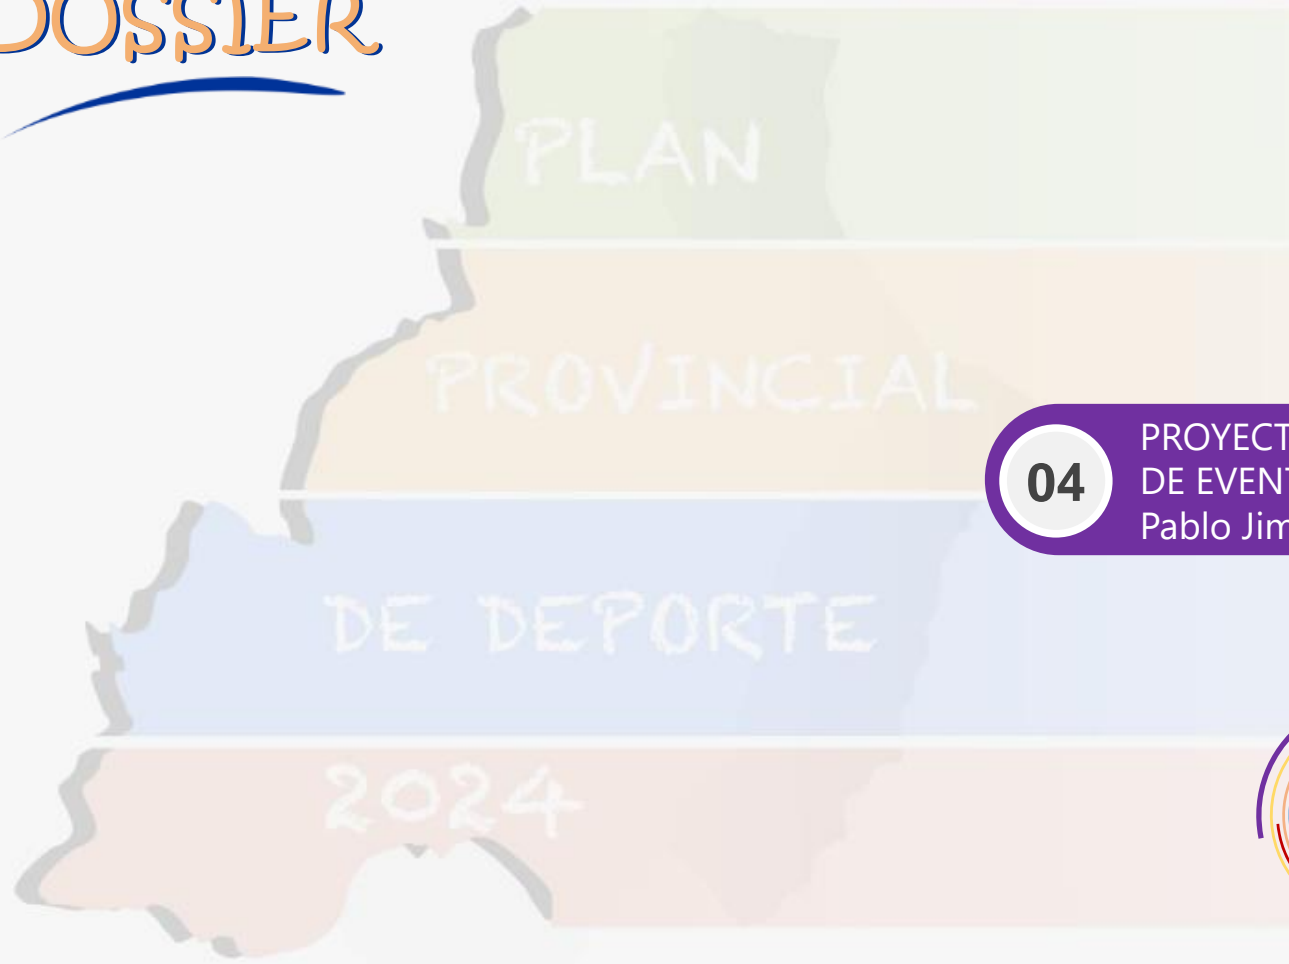 DOSSIER
PLAN
PROVINCIAL
04
PROYECT
DE EVENT
Pablo Jim
DE DEPORTE
2024